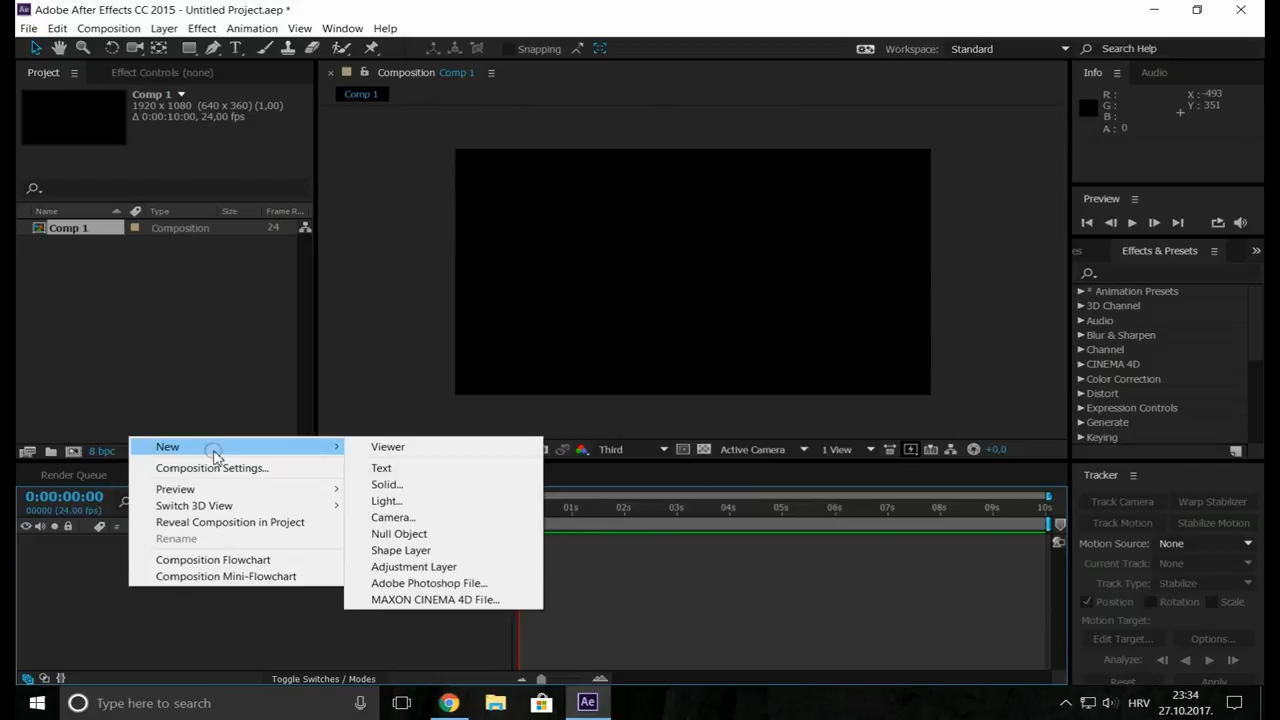 Adobe After Effects CC 2015 - Untitled Project.aep *
File Edit Composition Layer Effect Animation View Window Help
Snapping Workspace: Standard Search Help
Project Effect Controls (none) Composition Comp 1 Info Audio
Comp 1
1920 x 1080 (640 x 360) (1,00)
Δ 0:00:10:00, 24,00 fps
Comp 1
R :
G :
B :
A : 0
X : -493
Y : 351
Preview
Name Type Size Frame R...
Comp 1 Composition 24
Effects & Presets
* Animation Presets
3D Channel
Audio
Blur & Sharpen
Channel
CINEMA 4D
Color Correction
Distort
Expression Controls
Generate
Keying
8 bpc
Third Active Camera 1 View +0,0
New
Composition Settings...
Preview
Switch 3D View
Reveal Composition in Project
Rename
Composition Flowchart
Composition Mini-Flowchart
Viewer
Text
Solid...
Light...
Camera...
Null Object
Shape Layer
Adjustment Layer
Adobe Photoshop File...
MAXON CINEMA 4D File...
Render Queue
0:00:00:00
00000 (24.00 fps)
#
01s 02s 03s 04s 05s 06s 07s 08s 09s 10s
Toggle Switches / Modes
Tracker
Track Camera Warp Stabilizer
Track Motion Stabilize Motion
Motion Source: None
Current Track: None
Track Type: Stabilize
Position Rotation Scale
Motion Target:
Edit Target... Options...
Analyze:
Reset Apply
Type here to search
Ae
HRV
23:34
27.10.2017.